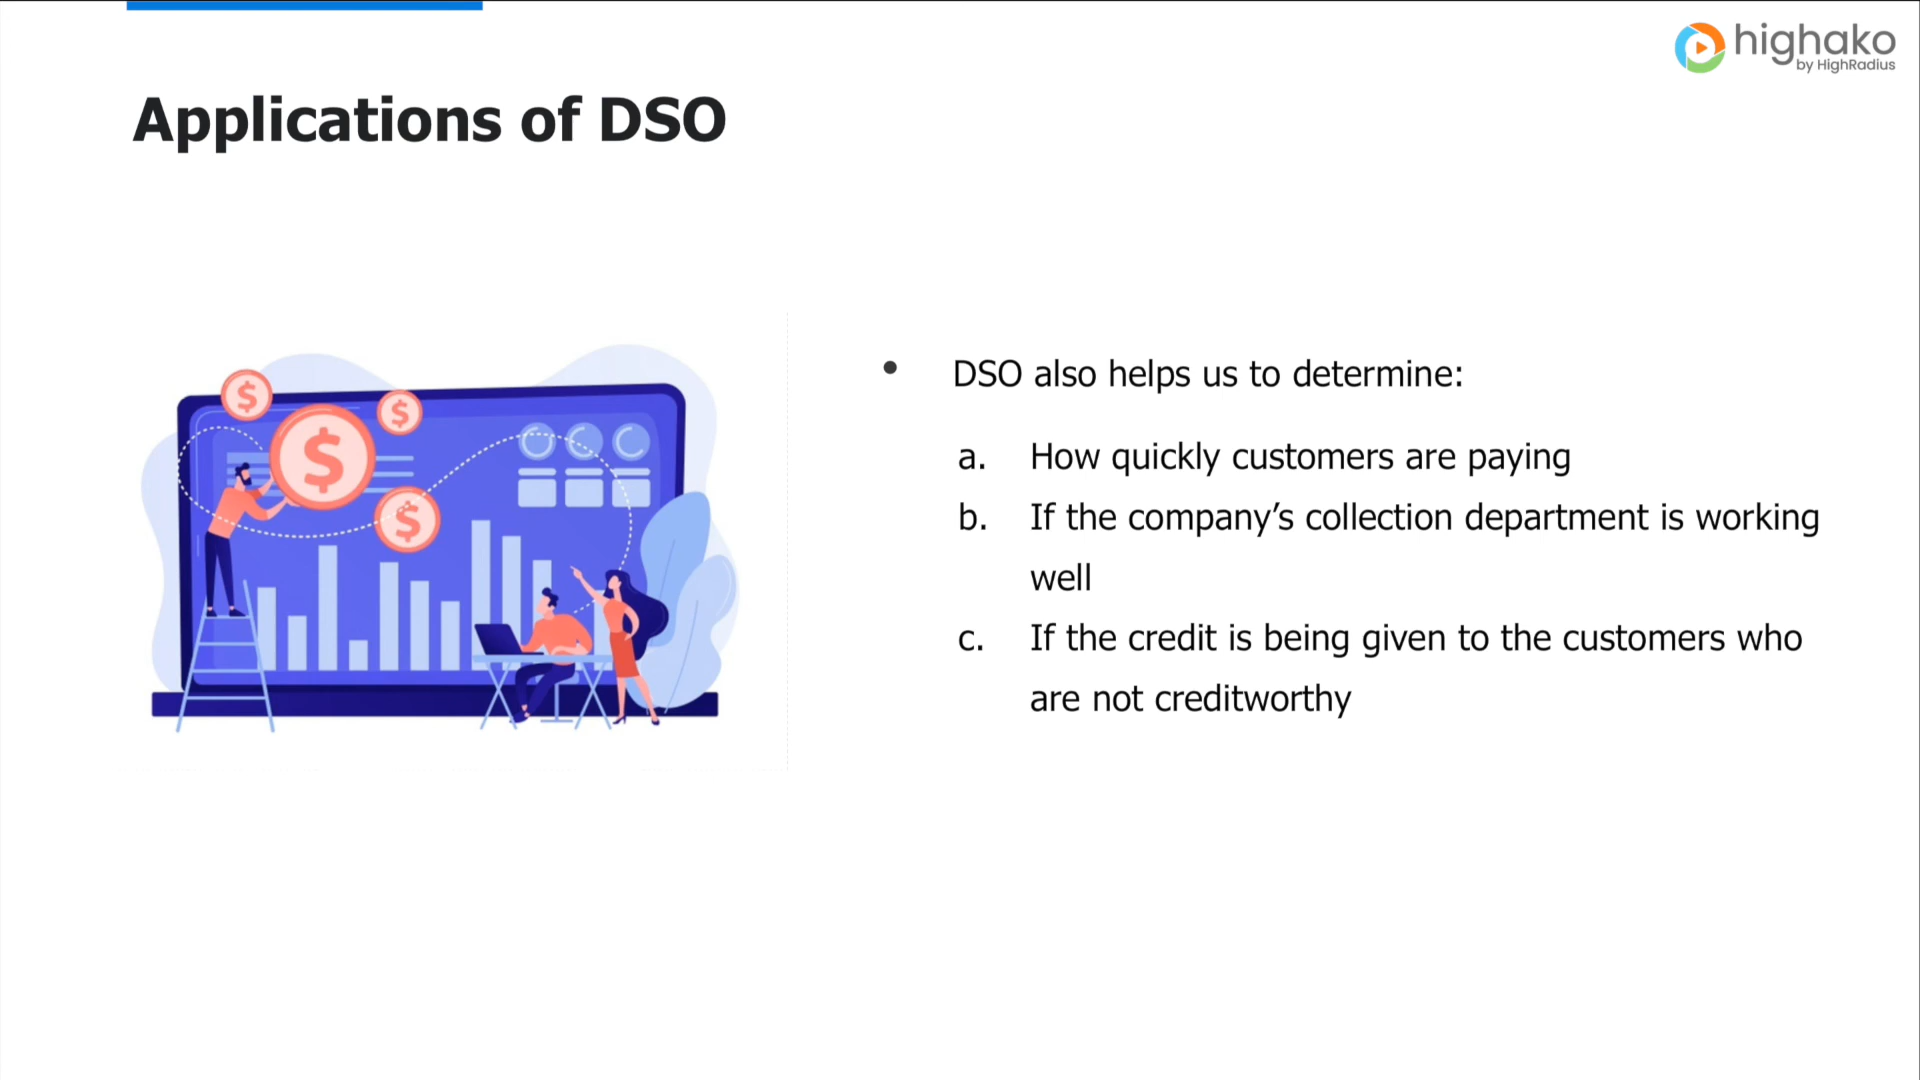 highako
by HighRadius
Applications of DSO
• DSO also helps us to determine:
a. How quickly customers are paying
b. If the company’s collection department is working
well
c. If the credit is being given to the customers who
are not creditworthy
$
$
$
$